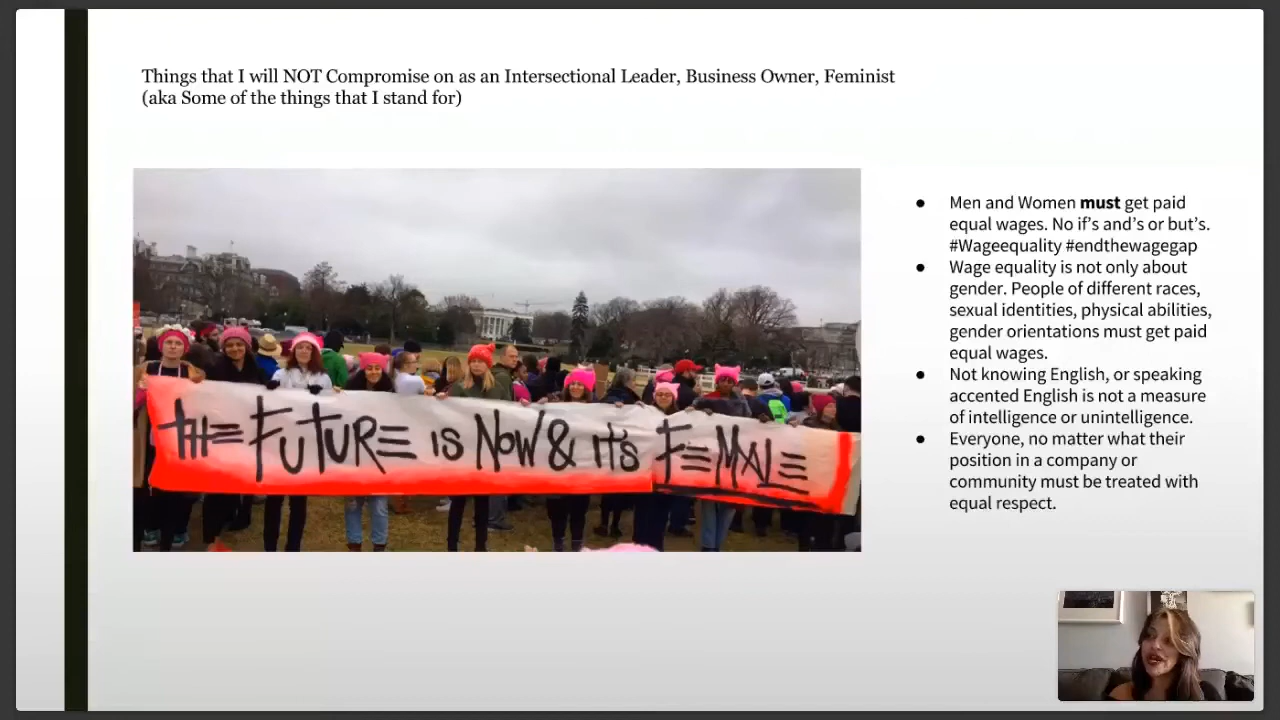 Things that I will NOT Compromise on as an Intersectional Leader, Business Owner, Feminist
(aka Some of the things that I stand for)
THE FUTURE IS NOW & IT'S FEMALE
● Men and Women must get paid
equal wages. No if’s and’s or but’s.
#Wageequality #endthewagegap
● Wage equality is not only about
gender. People of different races,
sexual identities, physical abilities,
gender orientations must get paid
equal wages.
● Not knowing English, or speaking
accented English is not a measure
of intelligence or unintelligence.
● Everyone, no matter what their
position in a company or
community must be treated with
equal respect.